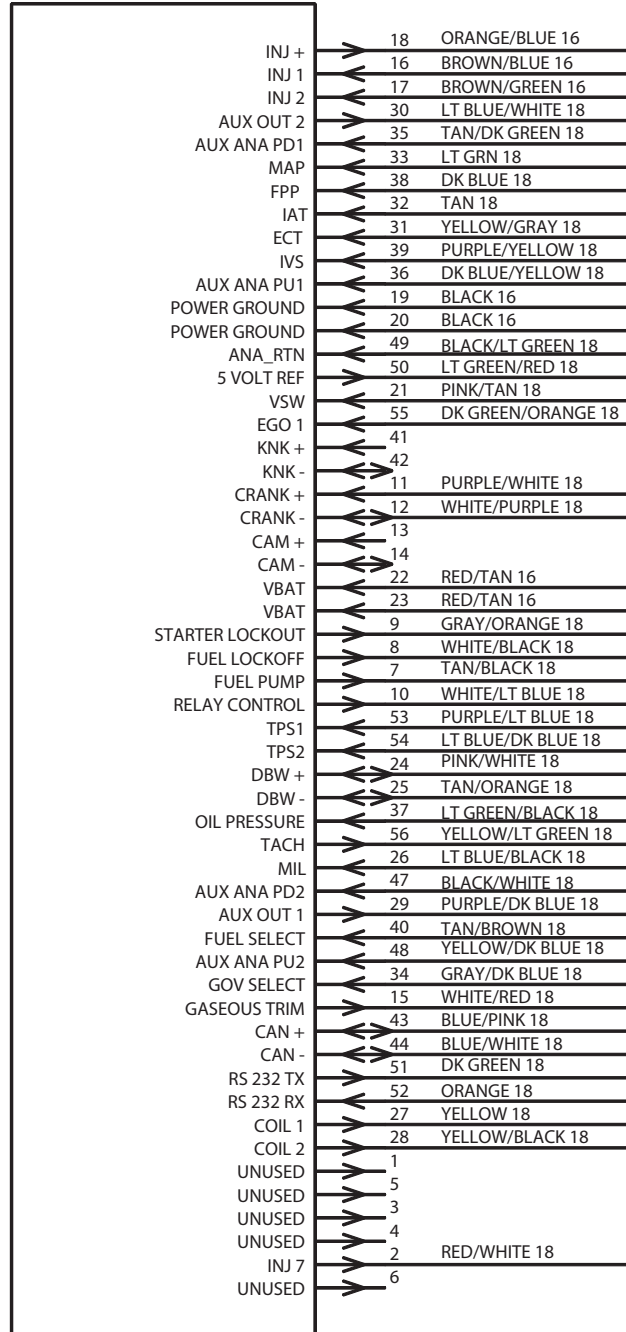 INJ + 18 ORANGE/BLUE 16
INJ 1 16 BROWN/BLUE 16
INJ 2 17 BROWN/GREEN 16
AUX OUT 2 30 LT BLUE/WHITE 18
AUX ANA PD1 35 TAN/DK GREEN 18
MAP 33 LT GRN 18
FPP 38 DK BLUE 18
IAT 32 TAN 18
ECT 31 YELLOW/GRAY 18
IVS 39 PURPLE/YELLOW 18
AUX ANA PU1 36 DK BLUE/YELLOW 18
POWER GROUND 19 BLACK 16
POWER GROUND 20 BLACK 16
ANA_RTN 49 BLACK/LT GREEN 18
5 VOLT REF 50 LT GREEN/RED 18
VSW 21 PINK/TAN 18
EGO 1 55 DK GREEN/ORANGE 18
KNK + 41
KNK - 42
CRANK + 11 PURPLE/WHITE 18
CRANK - 12 WHITE/PURPLE 18
CAM + 13
CAM - 14
VBAT 22 RED/TAN 16
VBAT 23 RED/TAN 16
STARTER LOCKOUT 9 GRAY/ORANGE 18
FUEL LOCKOFF 8 WHITE/BLACK 18
FUEL PUMP 7 TAN/BLACK 18
RELAY CONTROL 10 WHITE/LT BLUE 18
TPS1 53 PURPLE/LT BLUE 18
TPS2 54 LT BLUE/DK BLUE 18
DBW + 24 PINK/WHITE 18
DBW - 25 TAN/ORANGE 18
OIL PRESSURE 37 LT GREEN/BLACK 18
TACH 56 YELLOW/LT GREEN 18
MIL 26 LT BLUE/BLACK 18
AUX ANA PD2 47 BLACK/WHITE 18
AUX OUT 1 29 PURPLE/DK BLUE 18
FUEL SELECT 40 TAN/BROWN 18
AUX ANA PU2 48 YELLOW/DK BLUE 18
GOV SELECT 34 GRAY/DK BLUE 18
GASEOUS TRIM 15 WHITE/RED 18
CAN + 43 BLUE/PINK 18
CAN - 44 BLUE/WHITE 18
RS 232 TX 51 DK GREEN 18
RS 232 RX 52 ORANGE 18
COIL 1 27 YELLOW 18
COIL 2 28 YELLOW/BLACK 18
UNUSED 1
UNUSED 5
UNUSED 3
UNUSED 4
INJ 7 2 RED/WHITE 18
UNUSED 6